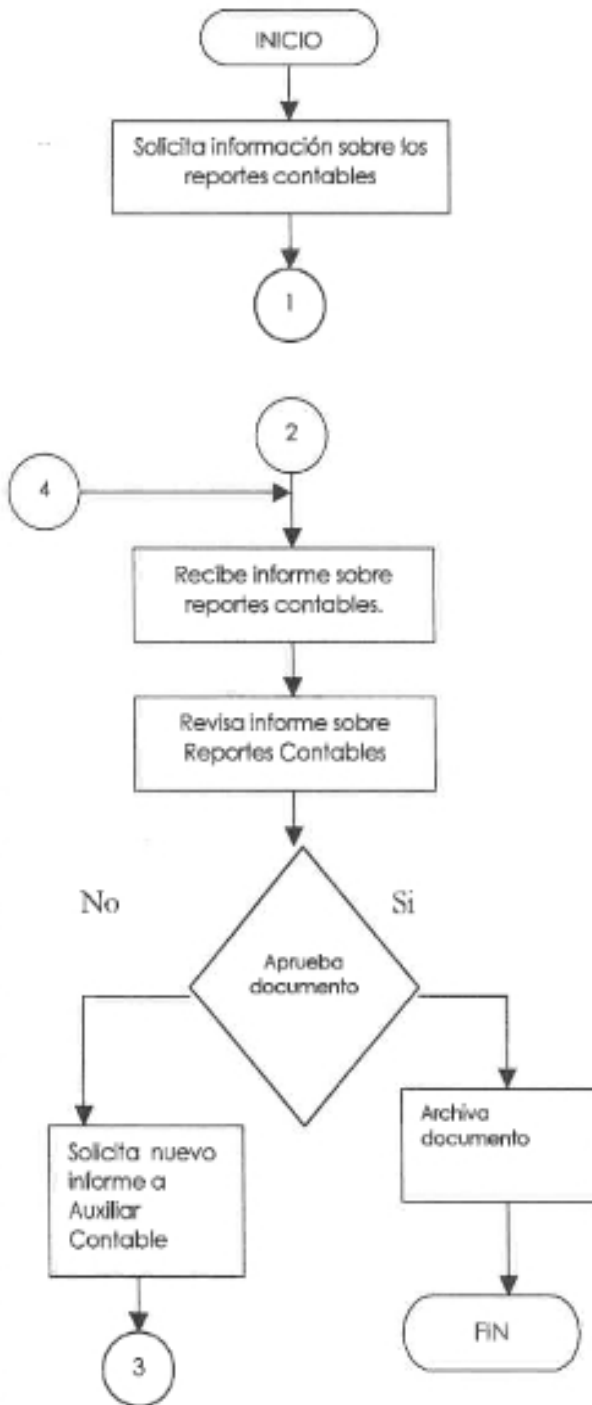 INICIO
Solicita información sobre los
reportes contables
1
2
4
Recibe informe sobre
reportes contables.
Revisa informe sobre
Reportes Contables
No
Si
Aprueba
documento
Archiva
documento
Solicita nuevo
informe a
Auxiliar
Contable
FIN
3